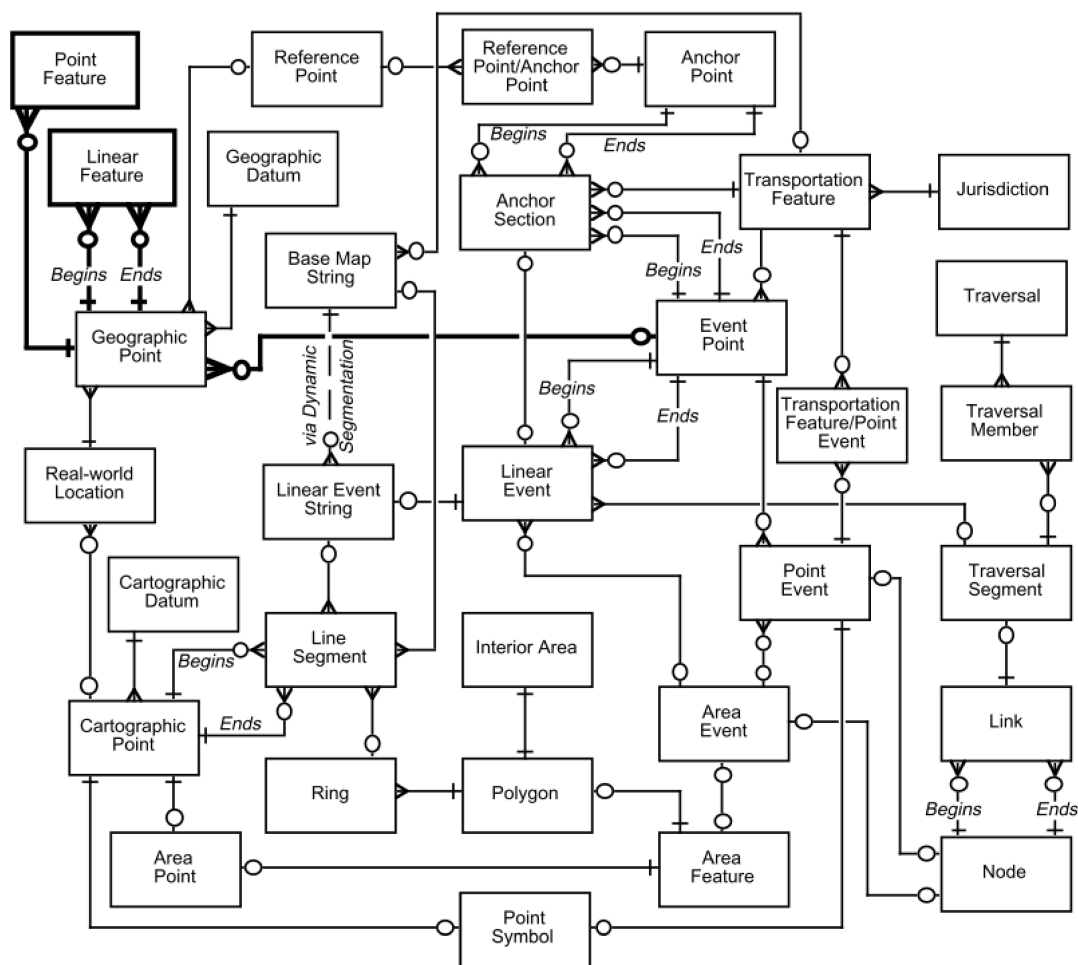 Point
Feature
Reference
Point
Reference
Point/Anchor
Point
Anchor
Point
Linear
Feature
Geographic
Datum
Begins
Ends
Anchor
Section
Transportation
Feature
Jurisdiction
Base Map
String
Begins
Ends
Begins
Ends
Traversal
Geographic
Point
Event
Point
via Dynamic
Segmentation
Begins
Ends
Transportation
Feature/Point
Event
Traversal
Member
Real-world
Location
Linear Event
String
Linear
Event
Cartographic
Datum
Point
Event
Traversal
Segment
Line
Segment
Interior Area
Begins
Cartographic
Point
Ends
Area
Event
Link
Ring
Polygon
Begins
Ends
Area
Point
Area
Feature
Node
Point
Symbol